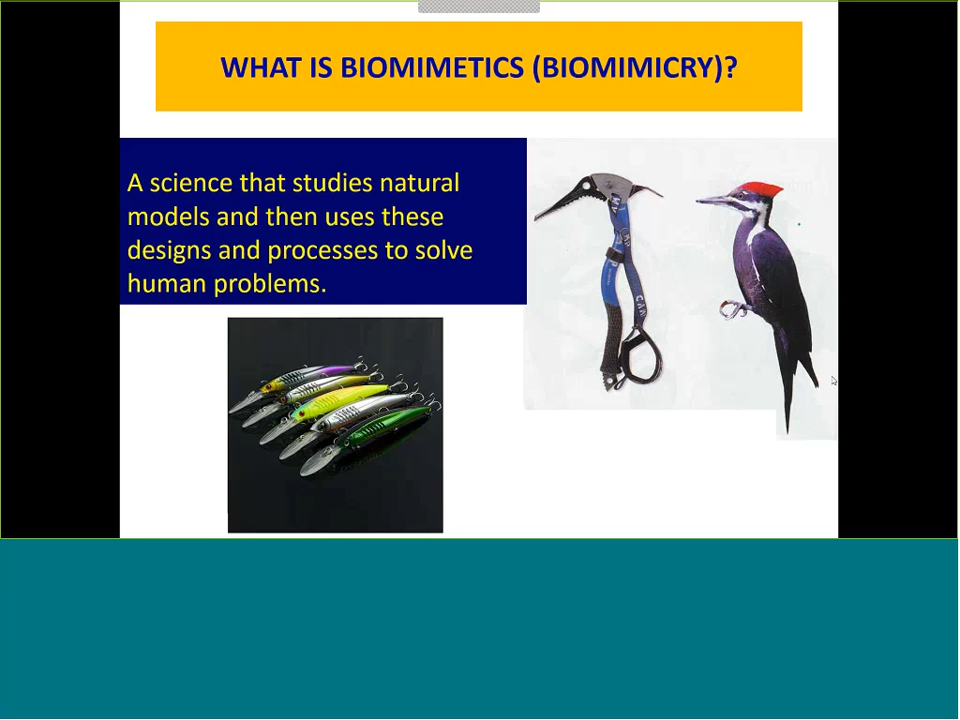 WHAT IS BIOMIMETICS (BIOMIMICRY)?
A science that studies natural
models and then uses these
designs and processes to solve
human problems.